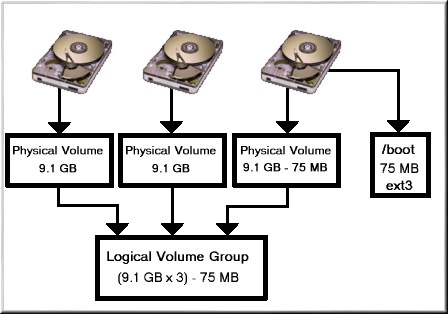 Physical Volume
9.1 GB
Physical Volume
9.1 GB
Physical Volume
9.1 GB - 75 MB
/boot
75 MB
ext3
Logical Volume Group
(9.1 GB x 3) - 75 MB